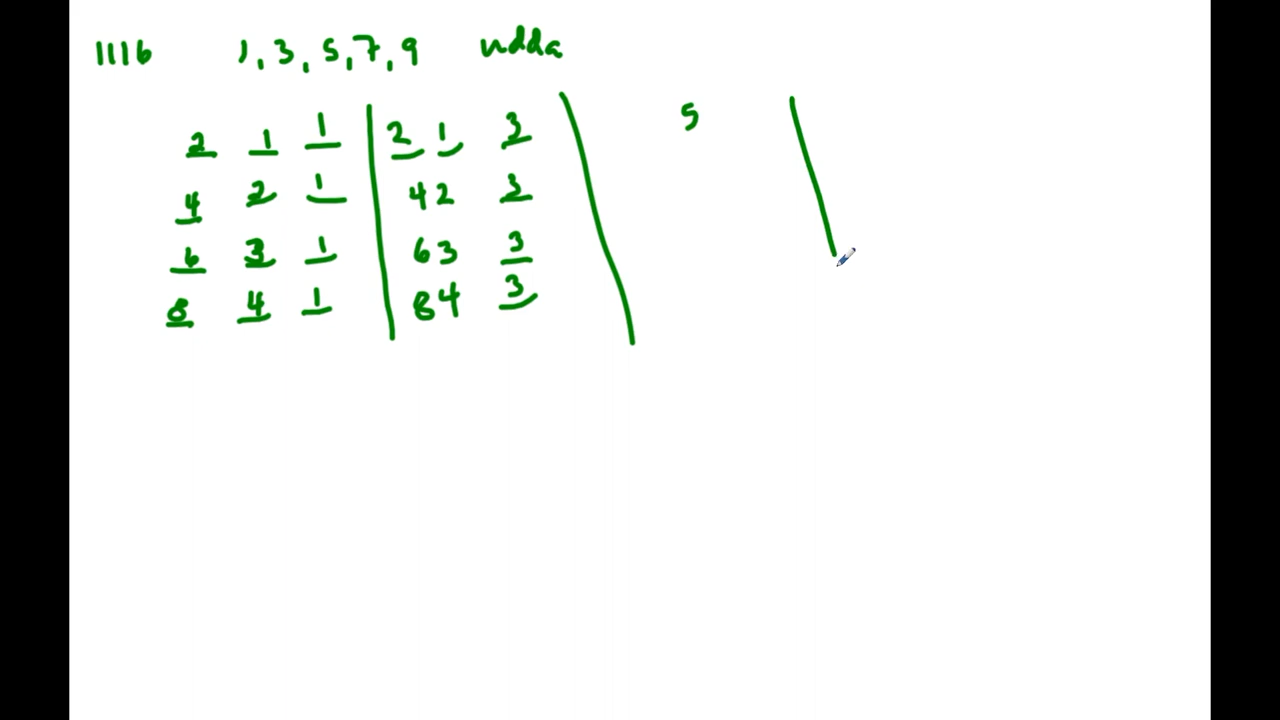 1116 1, 3, 5, 7, 9 udda
2 1 1 2 1 3 5
4 2 1 42 3
6 3 1 63 3
8 4 1 84 3